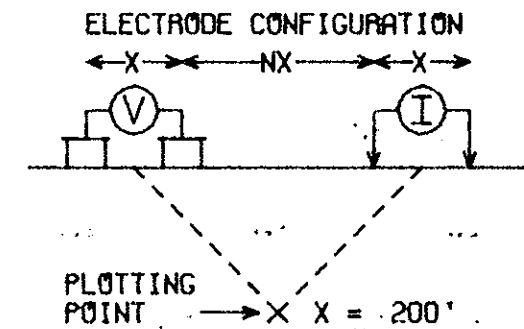 ELECTRODE CONFIGURATION
X NX X
V I
PLOTTING
POINT X X = 200'